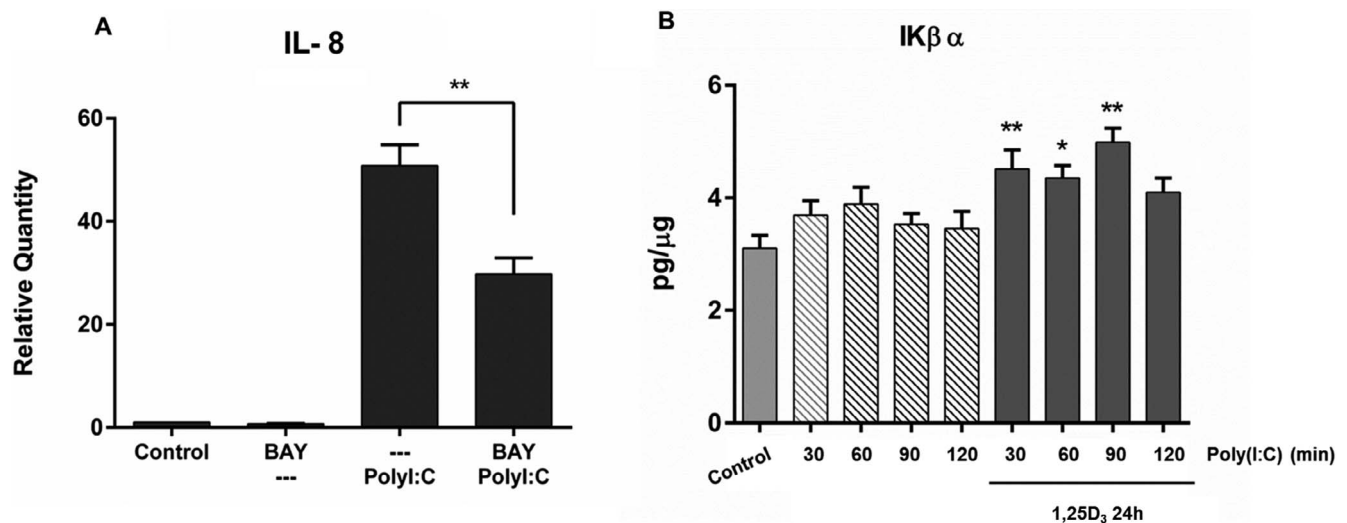 A
IL- 8
**
60
40
20
0
Relative Quantity
Control BAY --- BAY
--- PolyI:C PolyI:C
B
IKβ α
6
4
2
0
pg/μg
** * **
Control 30 60 90 120 30 60 90 120 Poly(I:C) (min)
1,25D₃ 24h